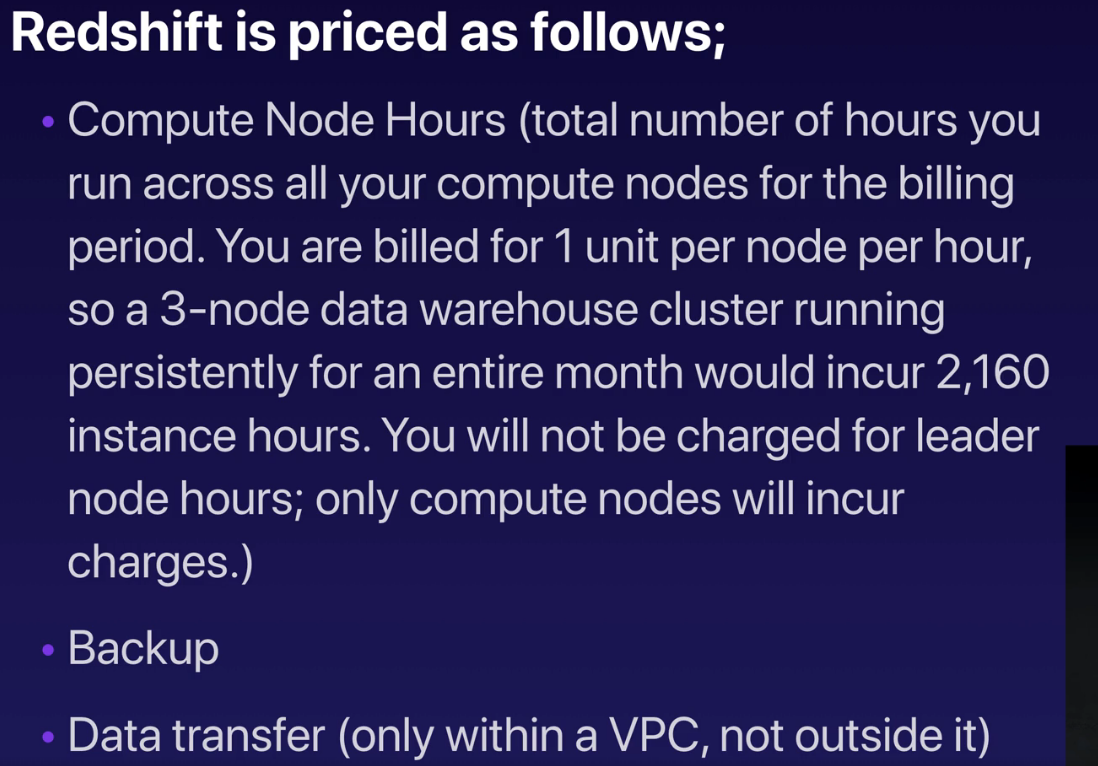 Redshift is priced as follows;
• Compute Node Hours (total number of hours you
run across all your compute nodes for the billing
period. You are billed for 1 unit per node per hour,
so a 3-node data warehouse cluster running
persistently for an entire month would incur 2,160
instance hours. You will not be charged for leader
node hours; only compute nodes will incur
charges.)
• Backup
• Data transfer (only within a VPC, not outside it)